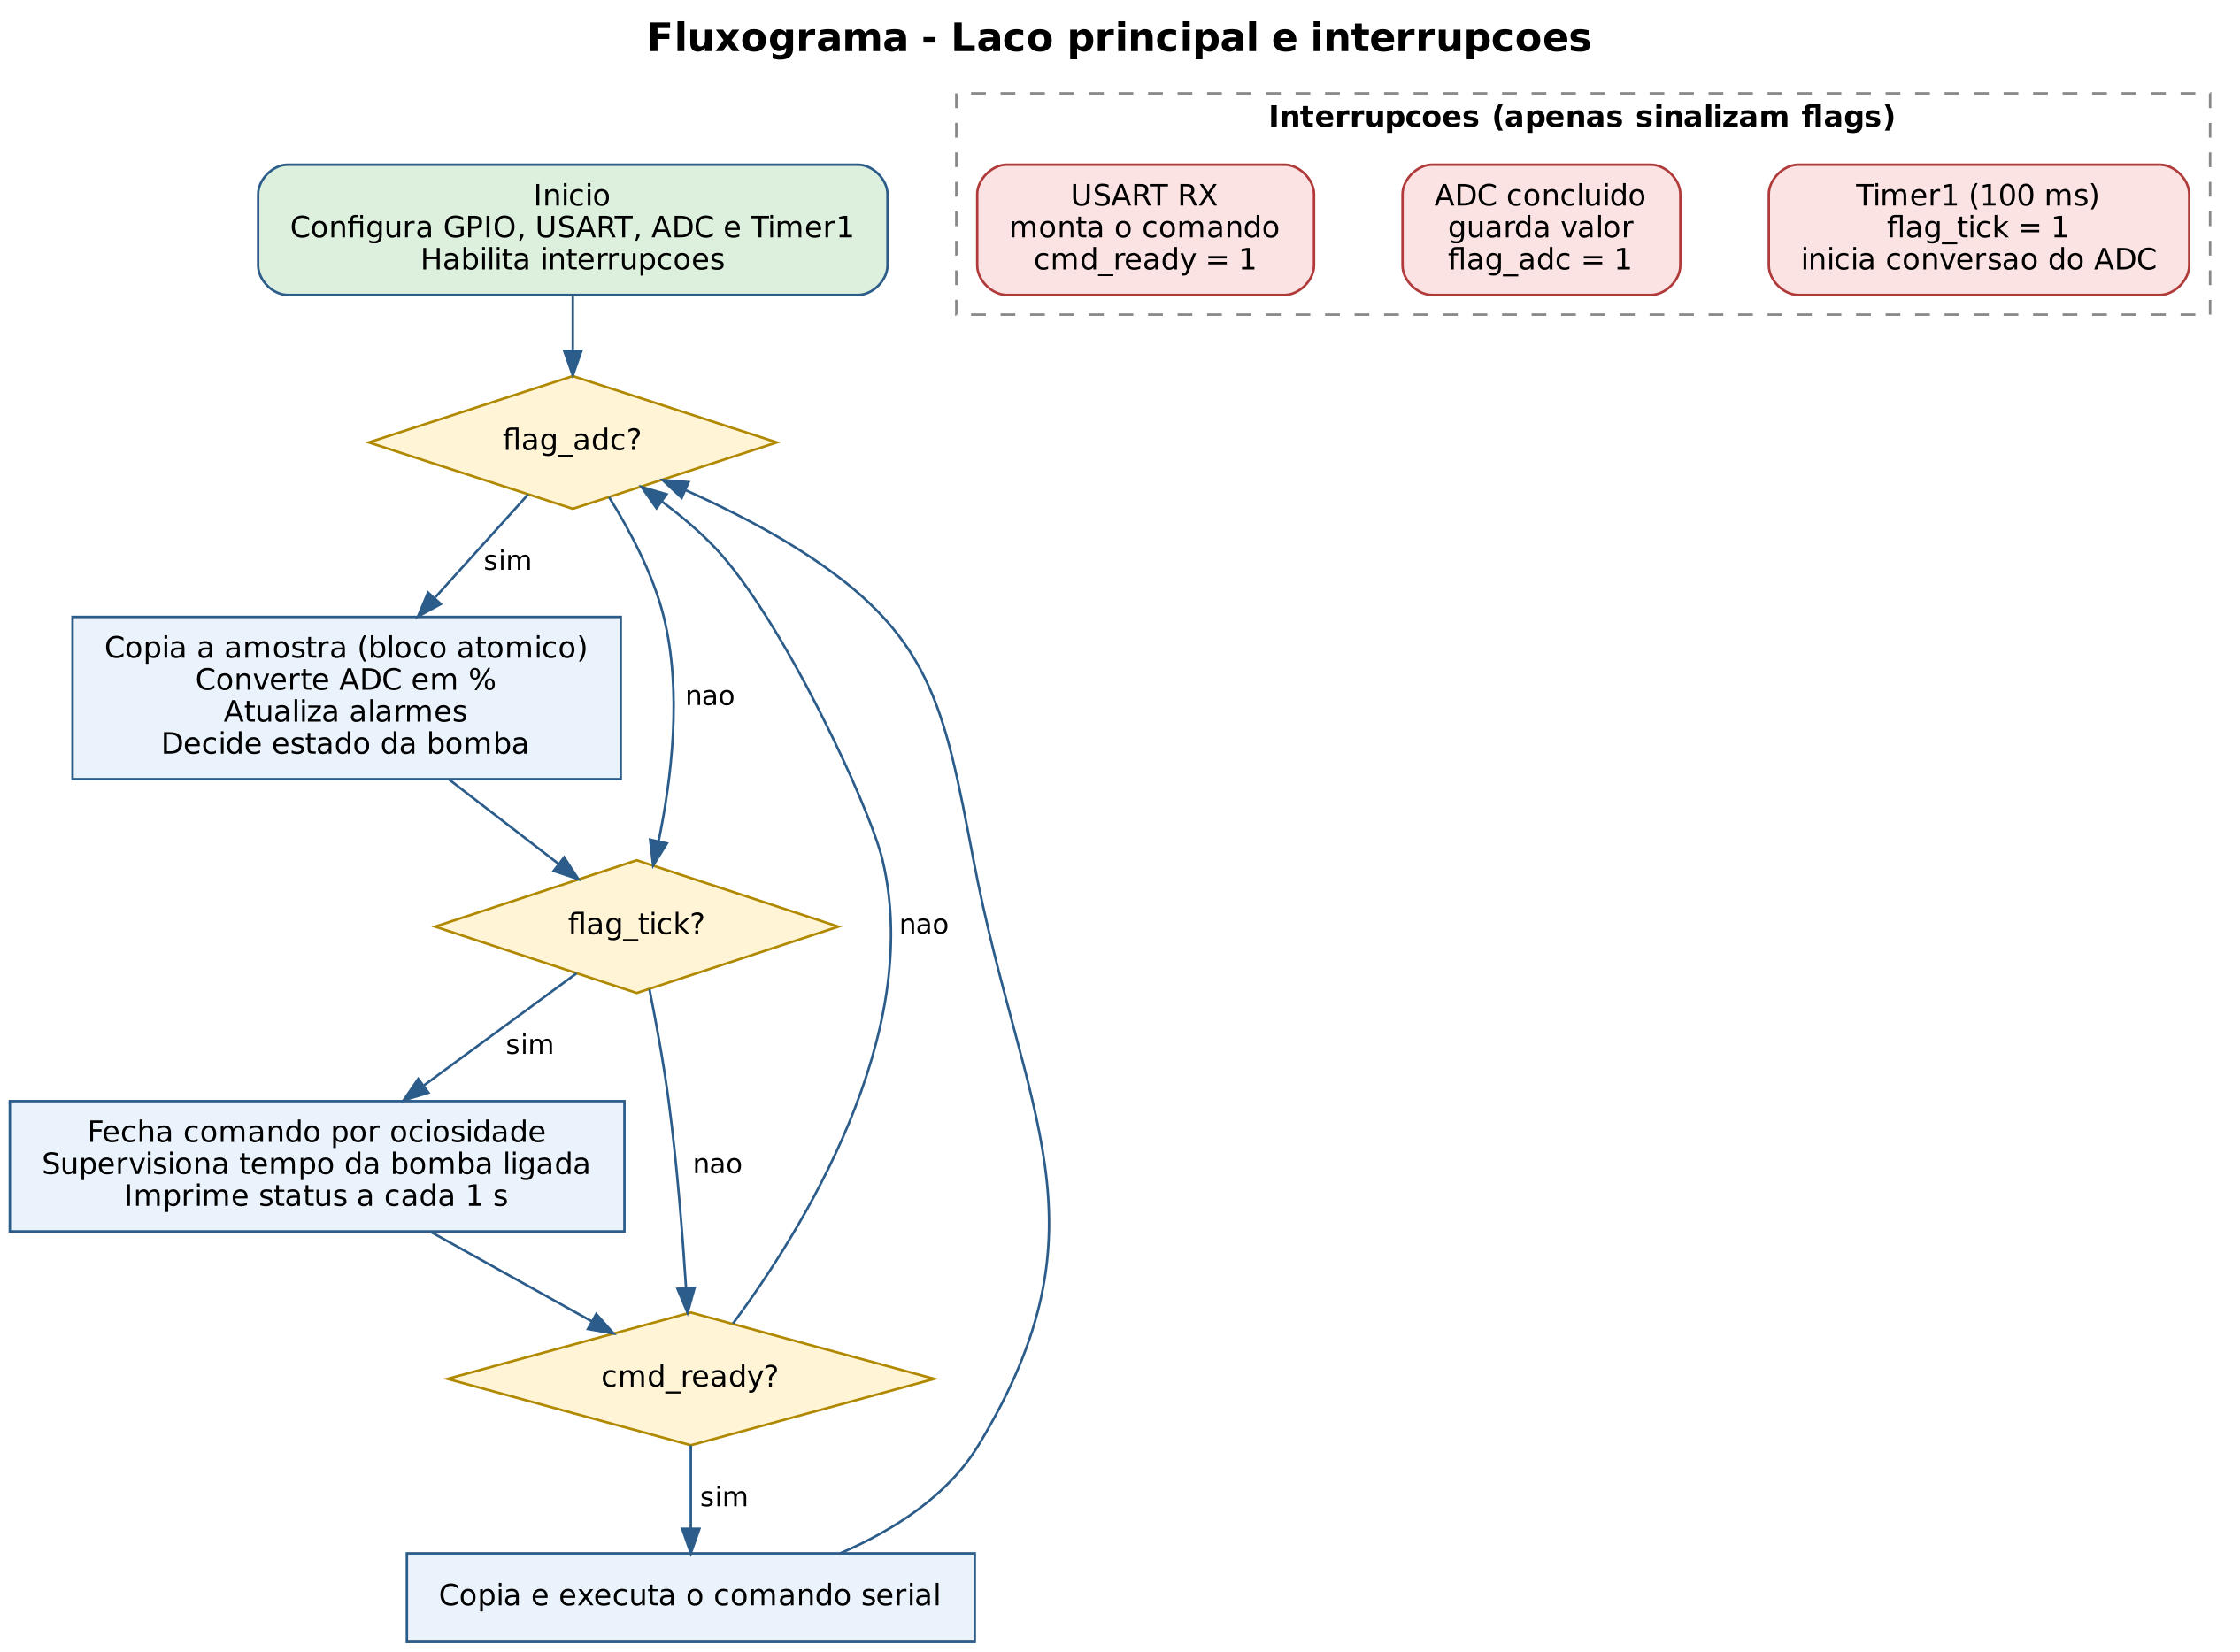 Fluxograma - Laco principal e interrupcoes
Interrupcoes (apenas sinalizam flags)
Inicio
Configura GPIO, USART, ADC e Timer1
Habilita interrupcoes
USART RX
monta o comando
cmd_ready = 1
ADC concluido
guarda valor
flag_adc = 1
Timer1 (100 ms)
flag_tick = 1
inicia conversao do ADC
flag_adc?
sim
nao
Copia a amostra (bloco atomico)
Converte ADC em %
Atualiza alarmes
Decide estado da bomba
flag_tick?
nao
sim
nao
Fecha comando por ociosidade
Supervisiona tempo da bomba ligada
Imprime status a cada 1 s
cmd_ready?
sim
Copia e executa o comando serial